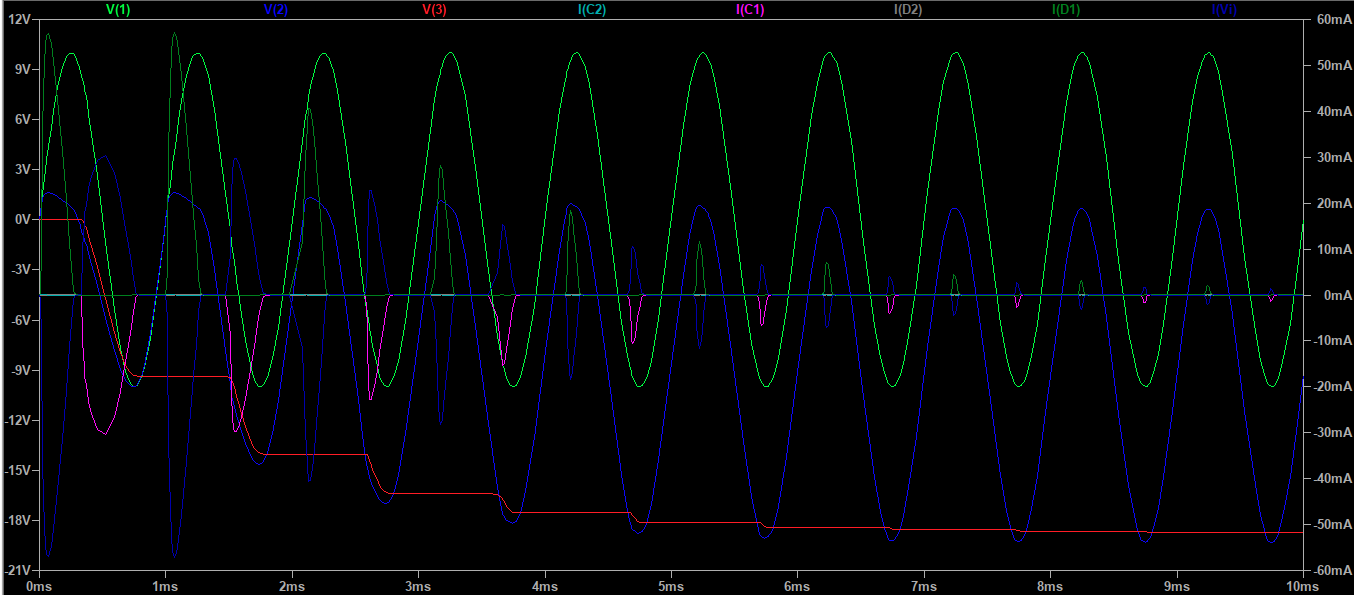 V(1) V(2) V(3) I(C2) I(C1) I(D2) I(D1) I(Vi)
12V 60mA
9V 50mA
6V 40mA
3V 30mA
0V 20mA
-3V 10mA
-6V 0mA
-9V -10mA
-12V -20mA
-15V -30mA
-18V -40mA
-21V -50mA
-60mA
0ms 1ms 2ms 3ms 4ms 5ms 6ms 7ms 8ms 9ms 10ms